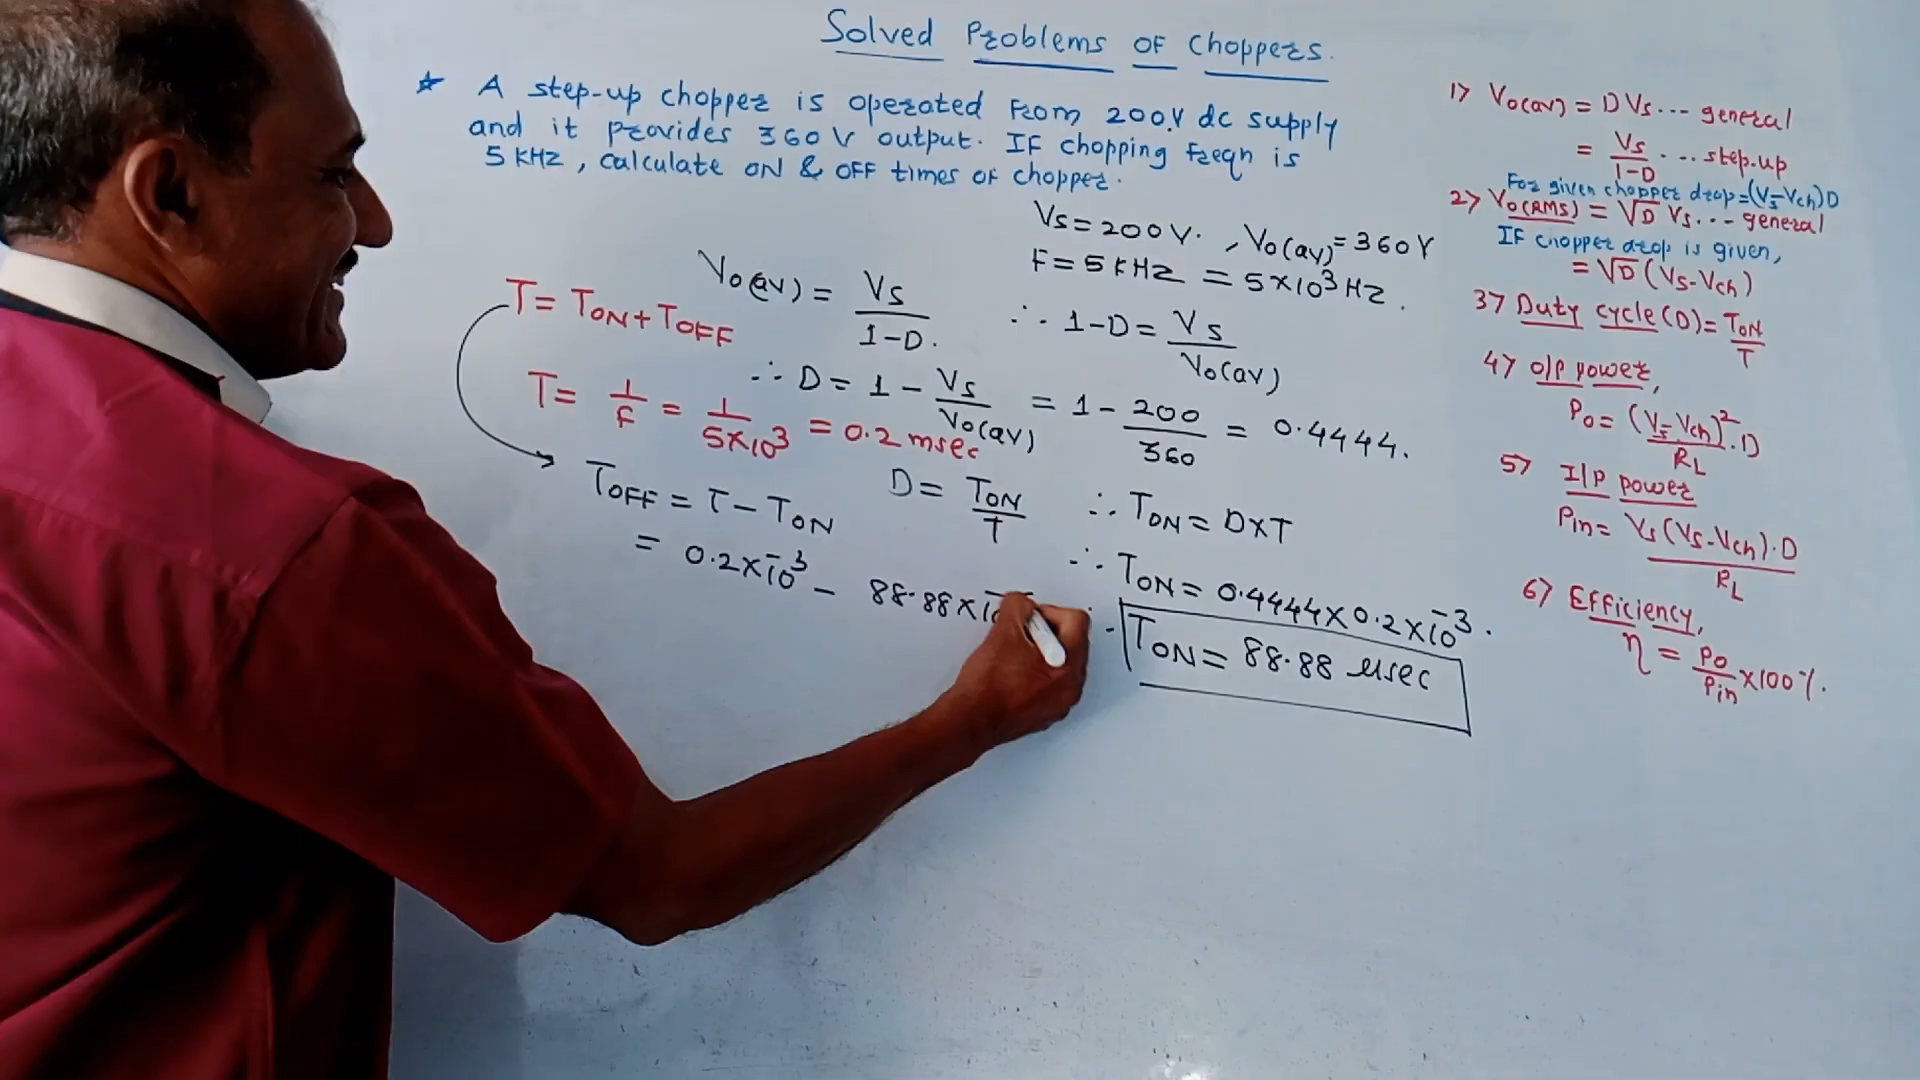 Solved Problems OF Choppers.
* A step-up chopper is operated From 200V dc supply
and it provides 360 V output. IF chopping Freqn is
5 KHZ, calculate ON & OFF times OF chopper.
Vs = 200V. , Vo(av) = 360V
F = 5 KHZ = 5×10³ HZ.
Vo(av) = Vs / 1-D.
∴ 1-D = Vs / Vo(av)
T = TON + TOFF
∴ D = 1 - Vs / Vo(av) = 1 - 200 / 360 = 0.4444.
T = 1 / F = 1 / 5×10³ = 0.2 msec
D = TON / T ∴ TON = D×T
TOFF = T - TON
∴ TON = 0.4444×0.2×10⁻³.
= 0.2×10⁻³ - 88.88×10
TON = 88.88 μsec
1> Vo(av) = D Vs ... general
= Vs / 1-D ... step-up
For given chopper drop = (Vs-Vch) D
2> Vo(RMS) = √D Vs ... general
IF chopper drop is given,
= √D (Vs-Vch)
3> Duty cycle (D) = TON / T
4> O/P power,
Po = (Vs-Vch)² / RL . D
5> I/P power
Pin = Vs (Vs-Vch).D / RL
6> Efficiency,
η = Po / Pin ×100%.